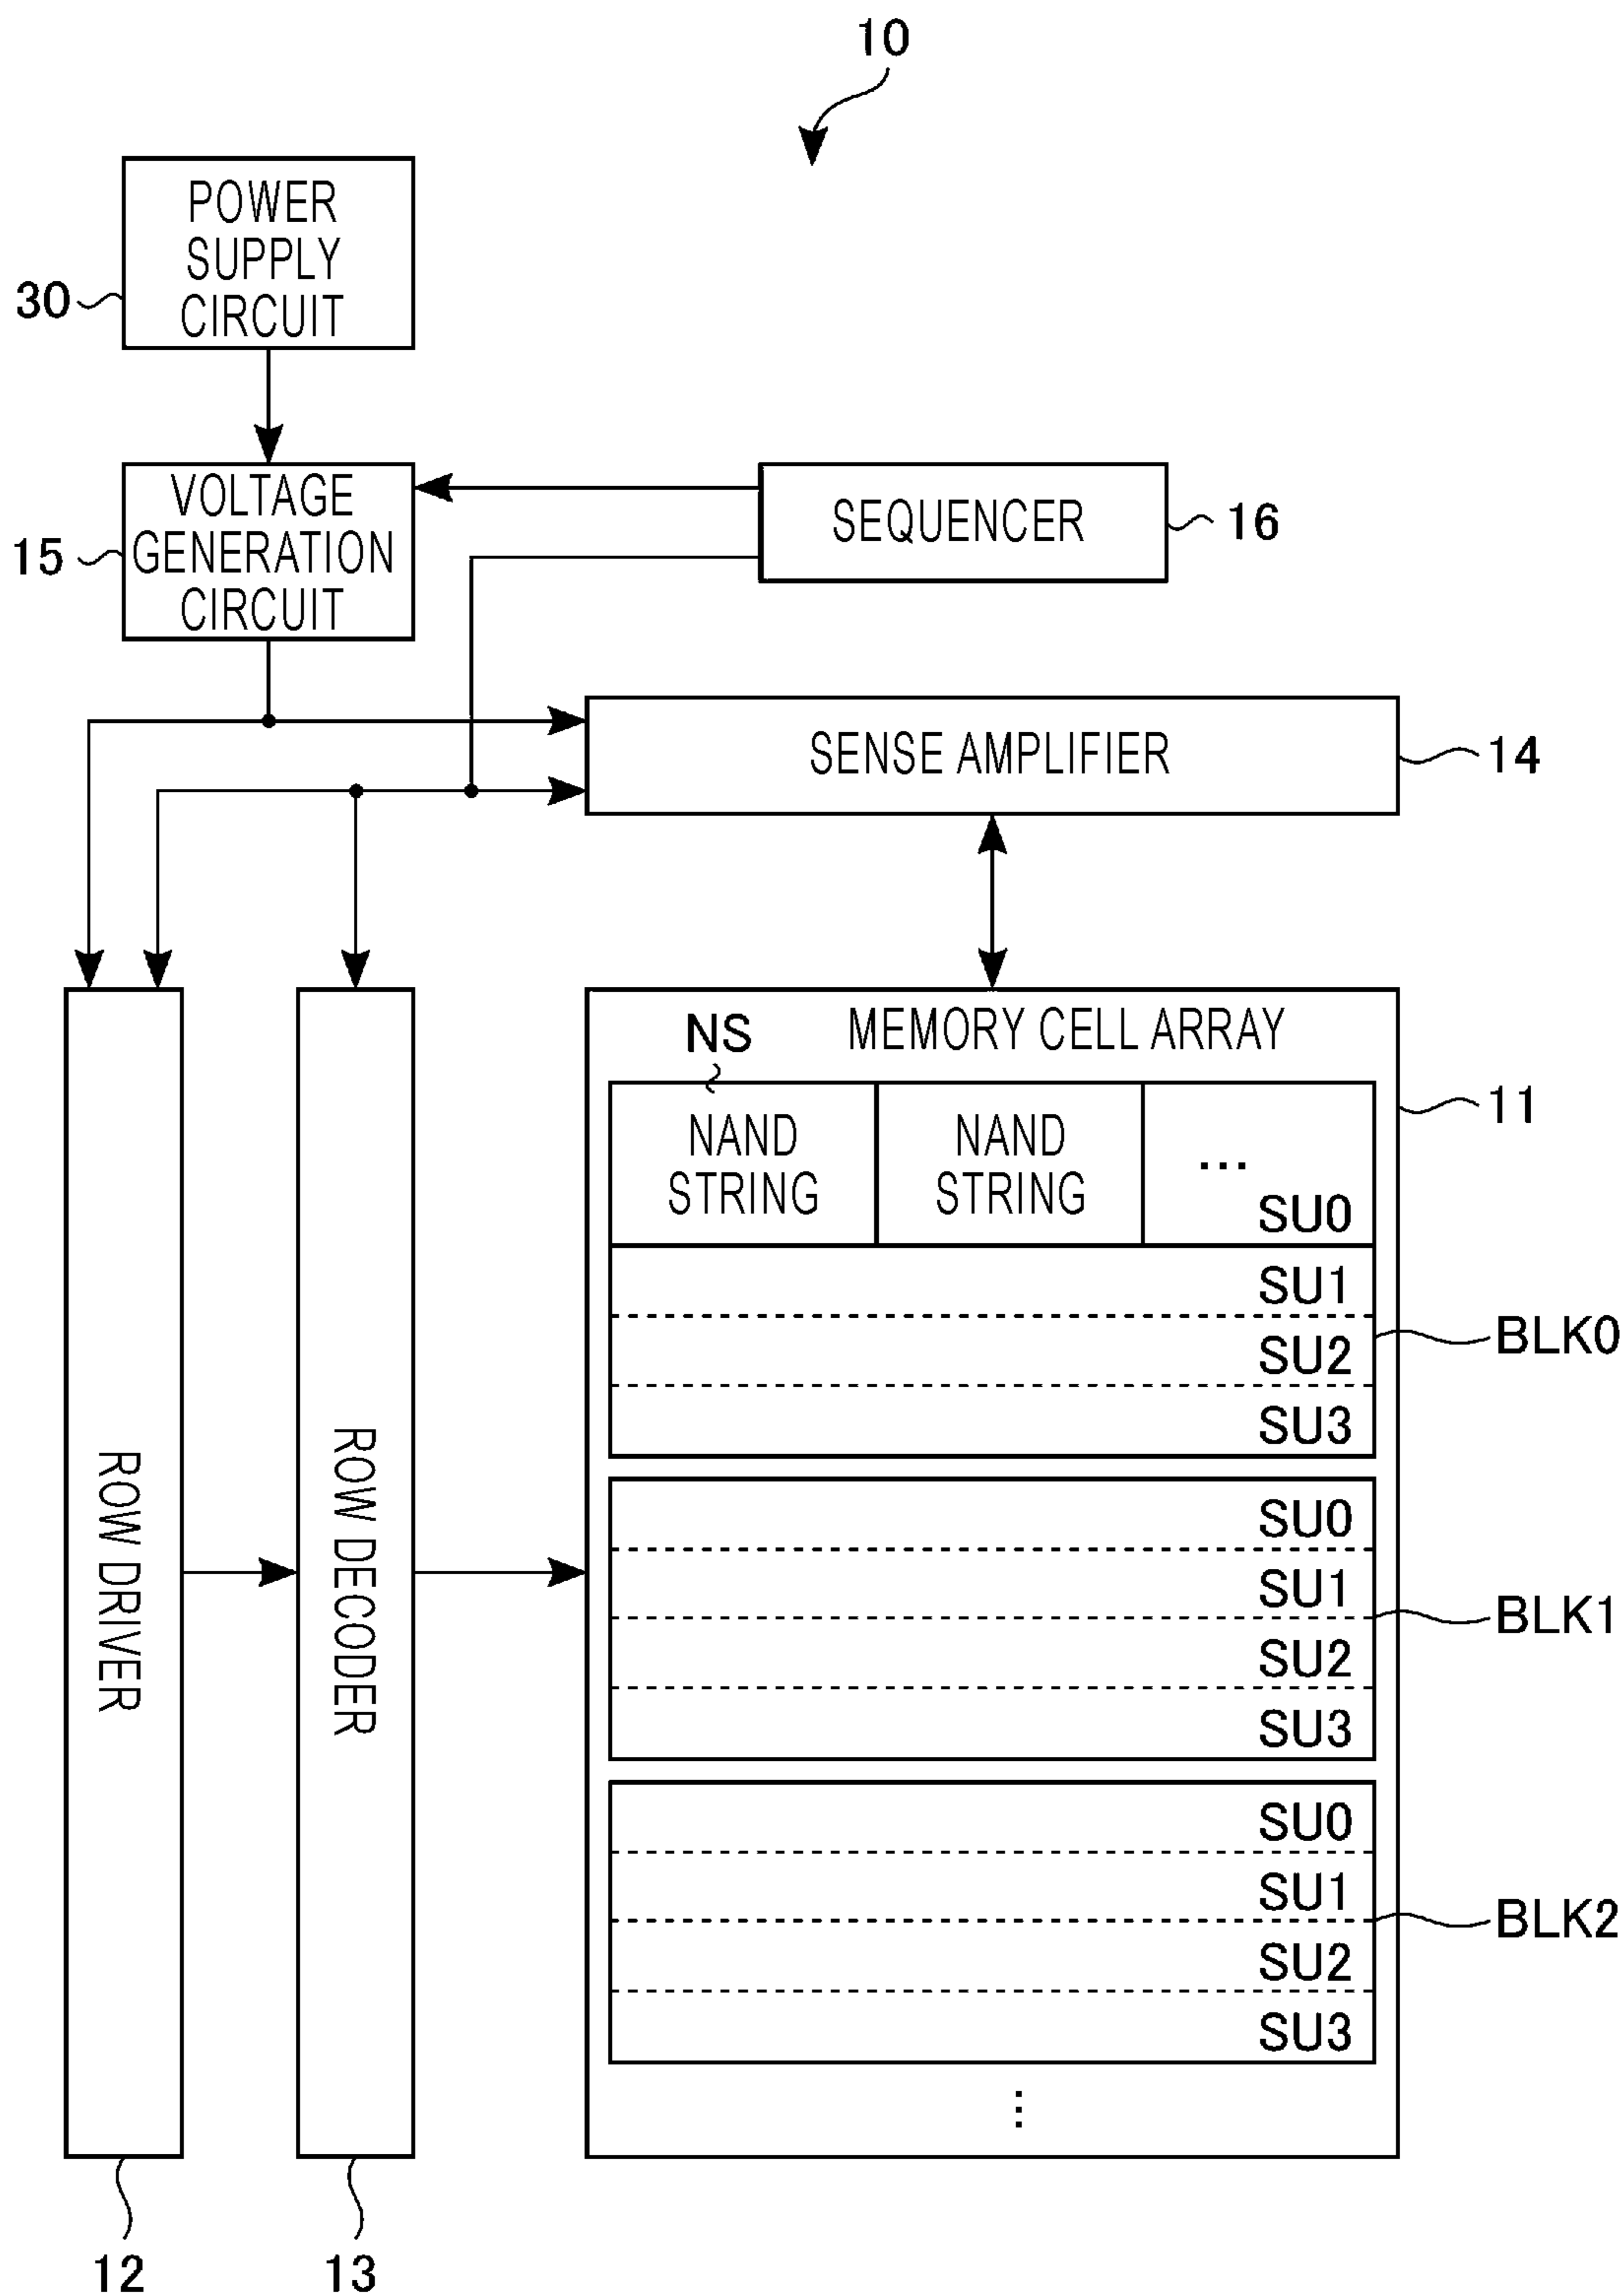 10
POWER
SUPPLY
CIRCUIT
30
VOLTAGE
GENERATION
CIRCUIT
15
SEQUENCER
16
SENSE AMPLIFIER
14
NS
MEMORY CELL ARRAY
11
NAND
STRING
NAND
STRING
...
SU0
SU1
SU2
SU3
BLK0
SU0
SU1
SU2
SU3
BLK1
SU0
SU1
SU2
SU3
BLK2
⋮
ROW DRIVER
ROW DECODER
12
13